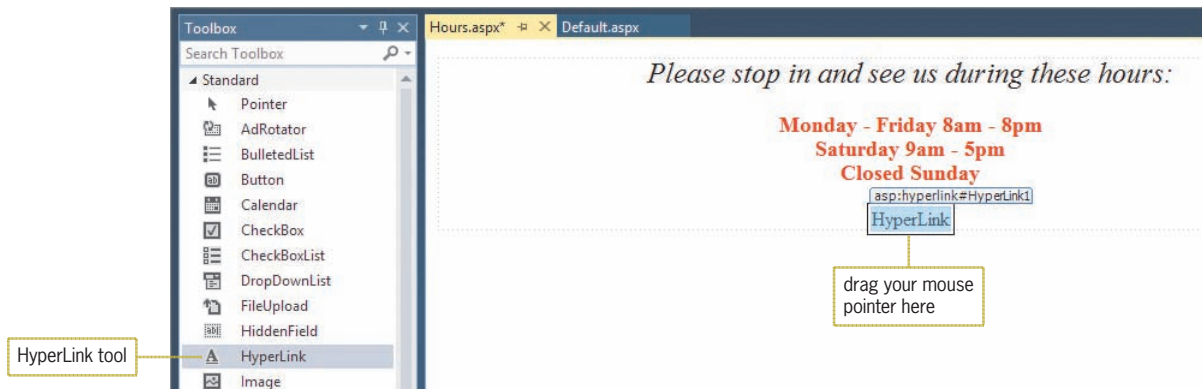 Toolbox
Search Toolbox
Standard
Pointer
AdRotator
BulletedList
Button
Calendar
CheckBox
CheckBoxList
DropDownList
FileUpload
HiddenField
HyperLink
Image
HyperLink tool
Hours.aspx* Default.aspx
Please stop in and see us during these hours:
Monday - Friday 8am - 8pm
Saturday 9am - 5pm
Closed Sunday
asp:hyperlink#HyperLink1
HyperLink
drag your mouse
pointer here